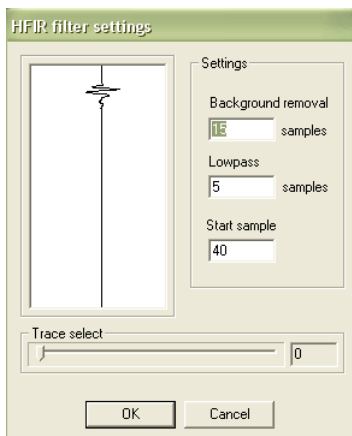 HFIR filter settings
Settings
Background removal
15 samples
Lowpass
5 samples
Start sample
40
Trace select
0
OK Cancel